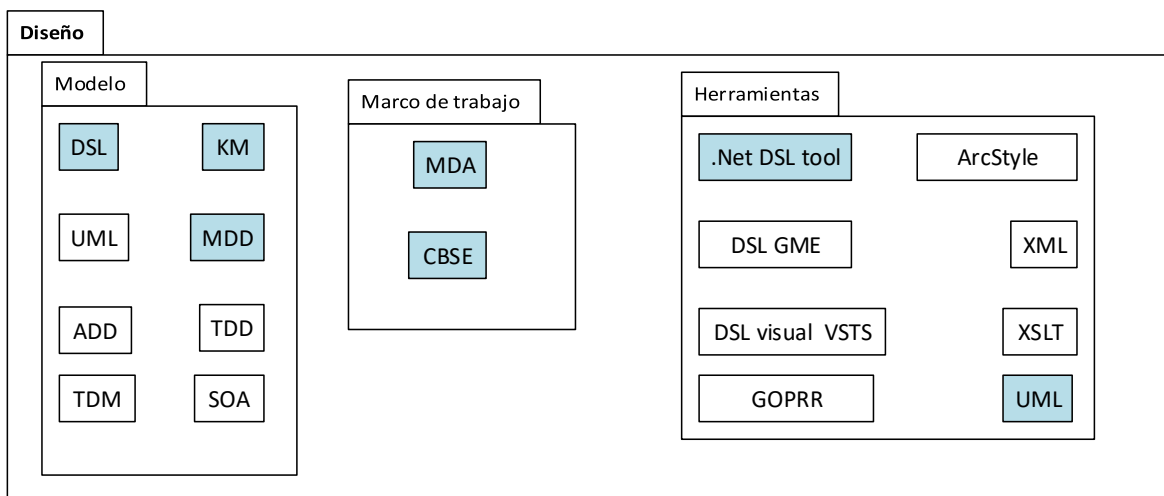 Diseño
Modelo
DSL
KM
UML
MDD
ADD
TDD
TDM
SOA
Marco de trabajo
MDA
CBSE
Herramientas
.Net DSL tool
ArcStyle
DSL GME
XML
DSL visual VSTS
XSLT
GOPRR
UML